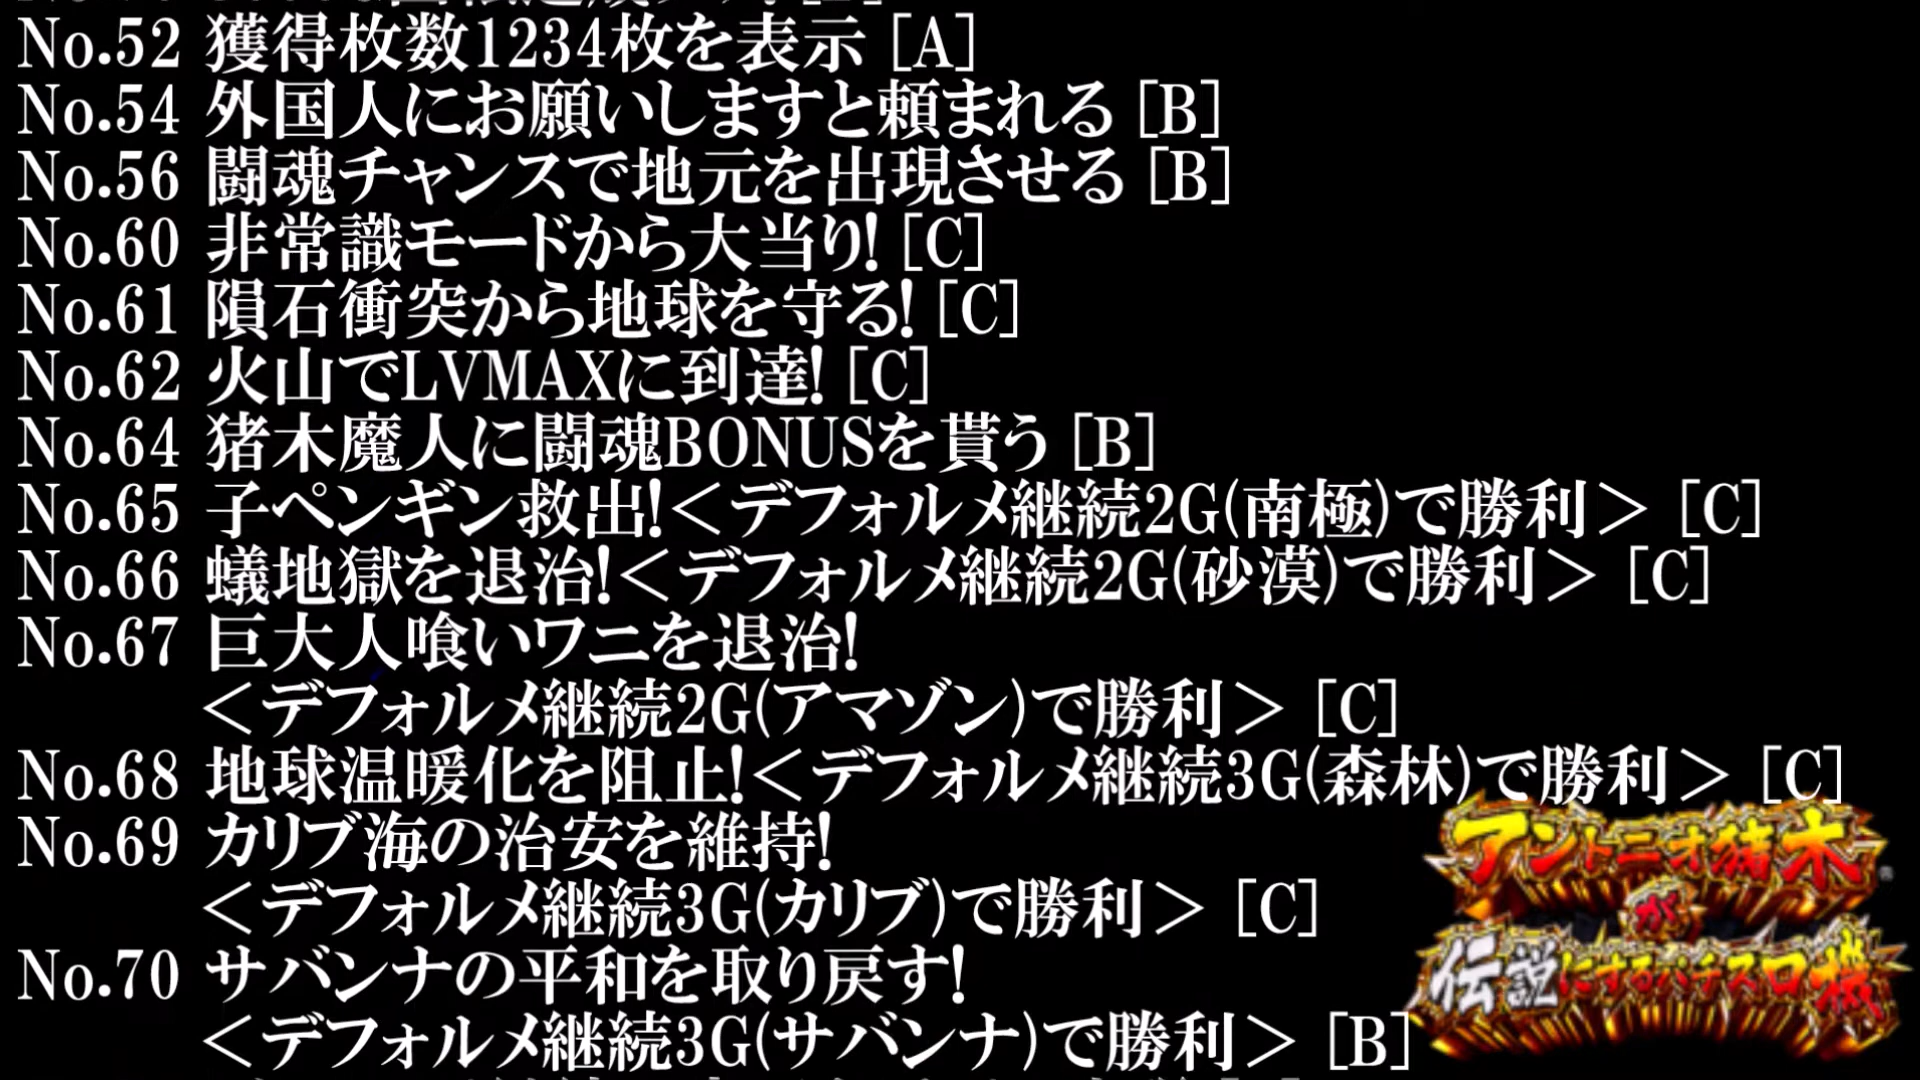 No.52 獲得枚数1234枚を表示 [A]
No.54 外国人にお願いしますと頼まれる [B]
No.56 闘魂チャンスで地元を出現させる [B]
No.60 非常識モードから大当り! [C]
No.61 隕石衝突から地球を守る! [C]
No.62 火山でLVMAXに到達! [C]
No.64 猪木魔人に闘魂BONUSを貰う [B]
No.65 子ペンギン救出!＜デフォルメ継続2G(南極)で勝利＞ [C]
No.66 蟻地獄を退治!＜デフォルメ継続2G(砂漠)で勝利＞ [C]
No.67 巨大人喰いワニを退治!
＜デフォルメ継続2G(アマゾン)で勝利＞ [C]
No.68 地球温暖化を阻止!＜デフォルメ継続3G(森林)で勝利＞ [C]
No.69 カリブ海の治安を維持!
＜デフォルメ継続3G(カリブ)で勝利＞ [C]
No.70 サバンナの平和を取り戻す!
＜デフォルメ継続3G(サバンナ)で勝利＞ [B]
アントニオ猪木
が
伝説にするパチスロ機